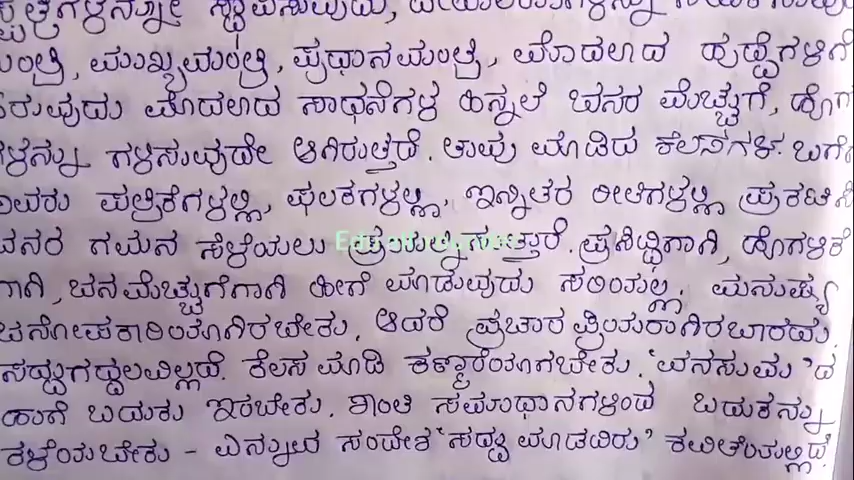 ಮಂತ್ರಿ, ಮುಖ್ಯಮಂತ್ರಿ, ಪ್ರಧಾನಮಂತ್ರಿ, ಮೊದಲಾದ ಹುದ್ದೆಗಳಿಗೆ
ಮೊದಲಾದ ಸಾಧನೆಗಳ ಹಿನ್ನಲೆ ಜನರ ಮೆಚ್ಚುಗೆ,
ಗಳಿಸುವುದೇ ಆಗಿರುತ್ತದೆ. ತಾವು ಮಾಡಿದ ಕೆಲಸಗಳ ಬಗೆ
ಪತ್ರಿಕೆಗಳಲ್ಲಿ, ಫಲಕಗಳಲ್ಲಿ, ಇನ್ನಿತರ ರೀತಿಗಳಲ್ಲಿ ಪ್ರಕಟಿಸಿ
ಜನರ ಗಮನ ಸೆಳೆಯಲು ಪ್ರಯತ್ನಿಸುತ್ತಾರೆ. ಪ್ರಸಿದ್ಧಿಗಾಗಿ, ಹೊಗಳಿಕೆ
ಗಾಗಿ, ಜನಮೆಚ್ಚುಗೆಗಾಗಿ ಹೀಗೆ ಮಾಡುವುದು ಸರಿಯಲ್ಲ. ಮನುಷ್ಯ
ಜನೋಪಕಾರಿಯಾಗಿರಬೇಕು. ಆದರೆ ಪ್ರಚಾರ ಪ್ರಿಯರಾಗಿರಬಾರದು.
ಸದ್ದುಗದ್ದಲವಿಲ್ಲದೆ. ಕೆಲಸ ಮಾಡಿ ಕಣ್ಮರೆಯಾಗಬೇಕು. 'ವನಸುಮ'ದ
ಹಾಗೆ ಬದುಕು ಇರಬೇಕು. ಶಾಂತಿ ಸಮಾಧಾನಗಳಿಂದ ಬದುಕನ್ನು
ಕಳೆಯಬೇಕು - ಎನ್ನುವ ಸಂದೇಶ 'ಸದ್ದು ಮಾಡದಿರು' ಕವಿತೆಯಲ್ಲಿದೆ.